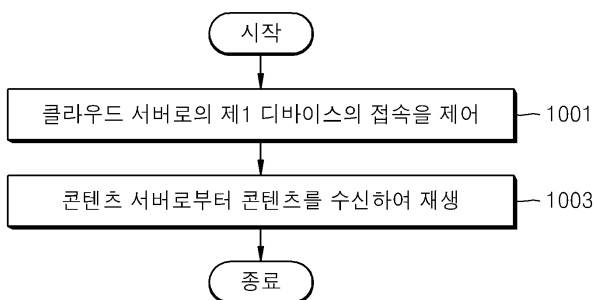 시작
클라우드 서버로의 제1 디바이스의 접속을 제어
1001
콘텐츠 서버로부터 콘텐츠를 수신하여 재생
1003
종료